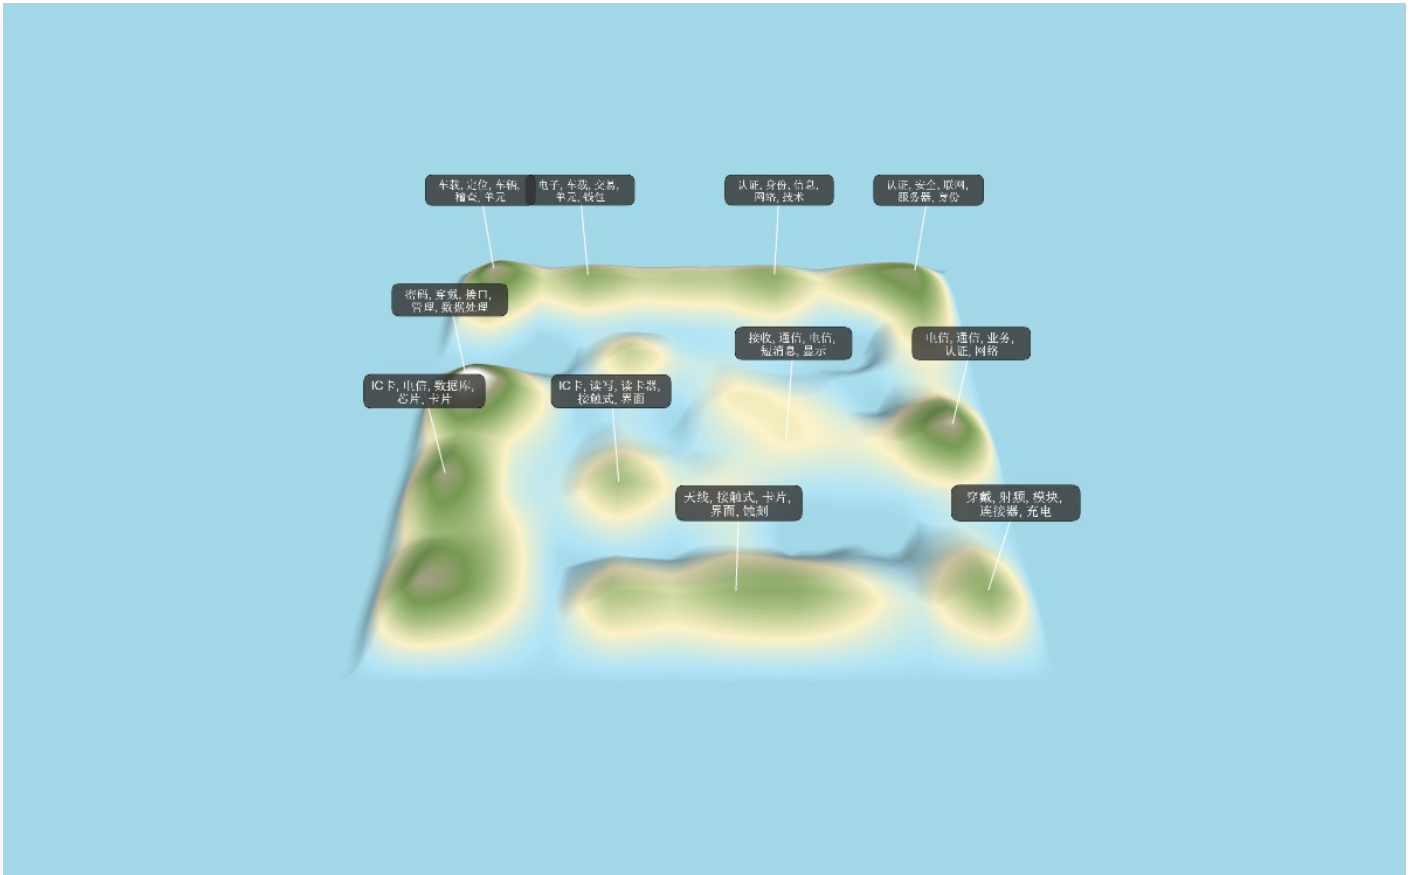 车载, 定位, 车辆,
稽查, 单元
电子, 车载, 交易,
单元, 钱包
认证, 身份, 信息,
网络, 技术
认证, 安全, 联网,
服务器, 身份
密码, 穿戴, 接口,
管理, 数据处理
接收, 通信, 电信,
短消息, 显示
电信, 通信, 业务,
认证, 网络
IC卡, 电信, 数据库,
芯片, 卡片
IC卡, 读写, 读卡器,
接触式, 界面
天线, 接触式, 卡片,
界面, 蚀刻
穿戴, 射频, 模块,
连接器, 充电